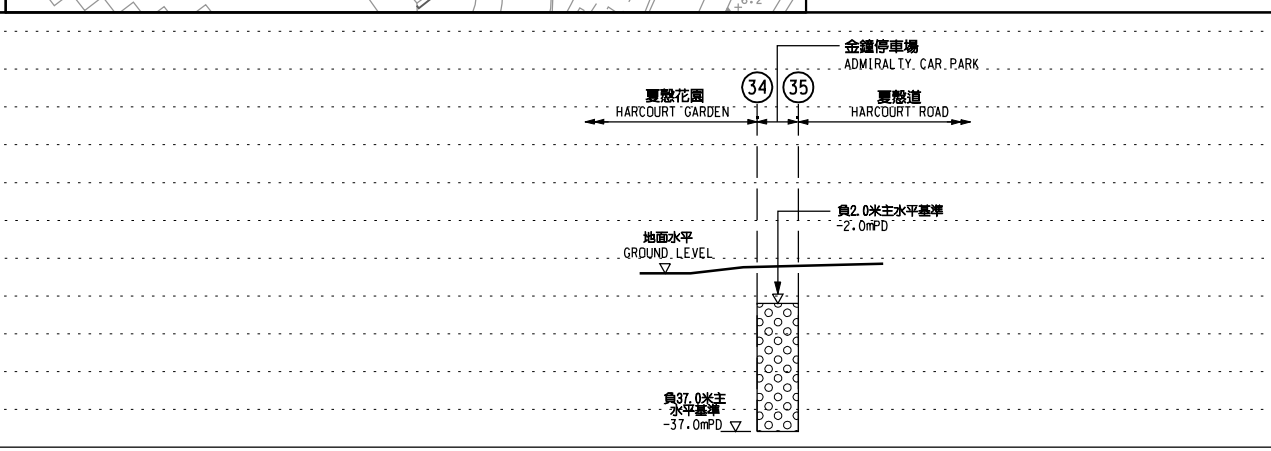 6.2
金鐘停車場
ADMIRALTY CAR PARK
34
35
夏慤花園
HARCOURT GARDEN
夏慤道
HARCOURT ROAD
負2.0米主水平基準
-2.0mPD
地面水平
GROUND LEVEL
負37.0米主
水平基準
-37.0mPD